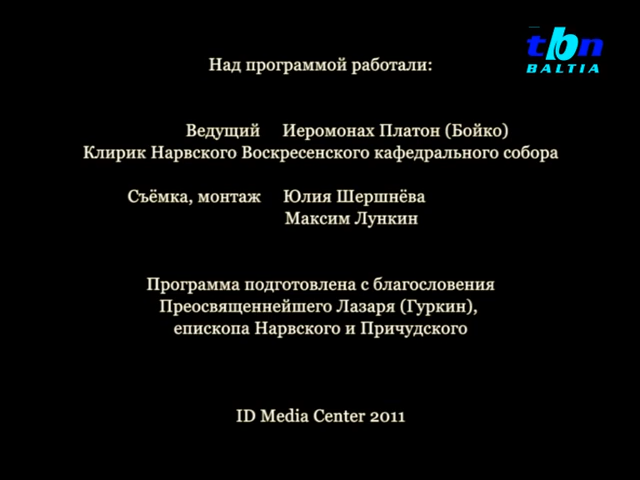 tbn
BALTIA
Над программой работали:
Ведущий Иеромонах Платон (Бойко)
Клирик Нарвского Воскресенского кафедрального собора
Съёмка, монтаж Юлия Шершнёва
Максим Лункин
Программа подготовлена с благословения
Преосвященнейшего Лазаря (Гуркин),
епископа Нарвского и Причудского
ID Media Center 2011